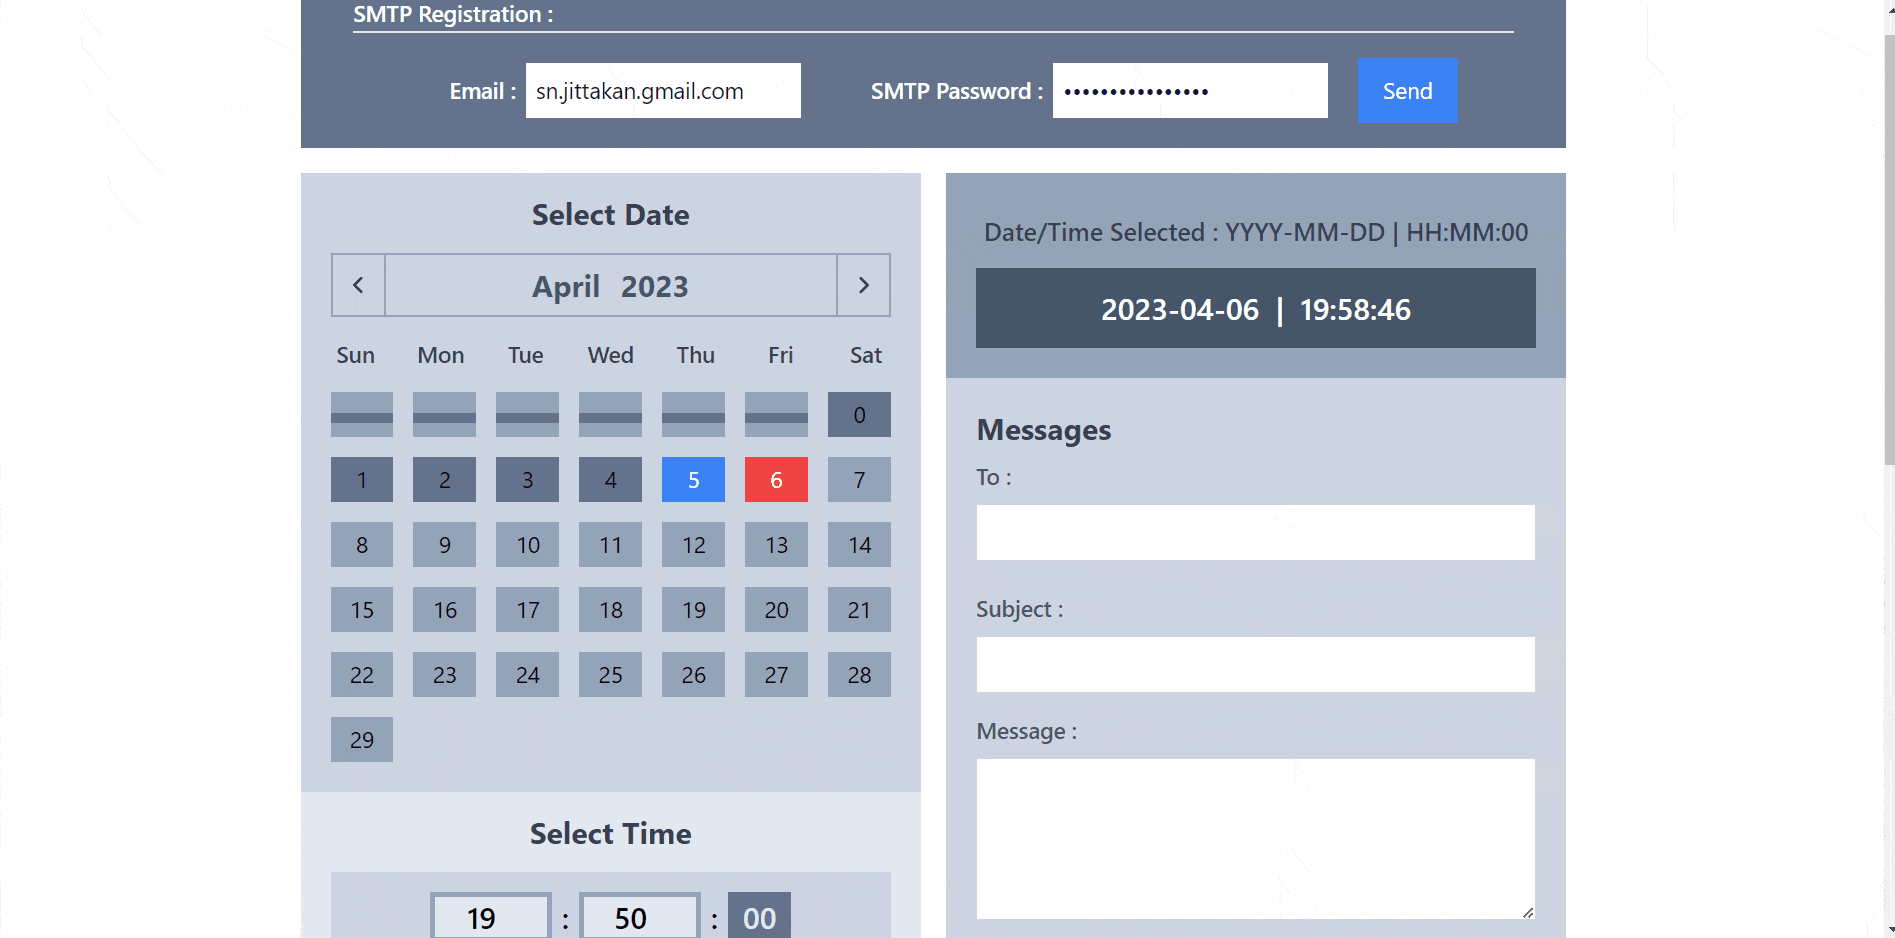 SMTP Registration :
Email : sn.jittakan.gmail.com SMTP Password : •••••••••••••••• Send
Select Date
April 2023
Sun Mon Tue Wed Thu Fri Sat
0
1 2 3 4 5 6 7
8 9 10 11 12 13 14
15 16 17 18 19 20 21
22 23 24 25 26 27 28
29
Select Time
19 : 50 : 00
Date/Time Selected : YYYY-MM-DD | HH:MM:00
2023-04-06 | 19:58:46
Messages
To :
Subject :
Message :